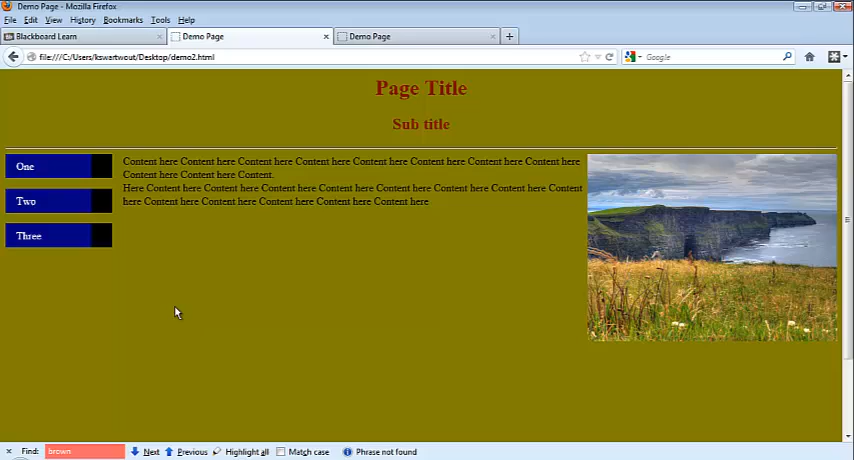 Demo Page - Mozilla Firefox
File Edit View History Bookmarks Tools Help
Blackboard Learn
Demo Page
Demo Page
file:///C:/Users/kswartwout/Desktop/demo2.html
Google
Page Title
Sub title
One
Two
Three
Content here Content here Content here Content here Content here Content here Content here Content here
Content here Content here Content.
Here Content here Content here Content here Content here Content here Content here Content here Content
here Content here Content here Content here Content here Content here
Find: brown Next Previous Highlight all Match case Phrase not found